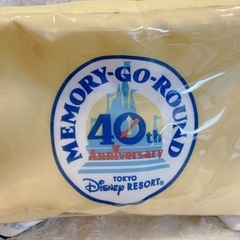 MEMORY-GO-ROUND
40th
Anniversary
TOKYO
Disney RESORT®